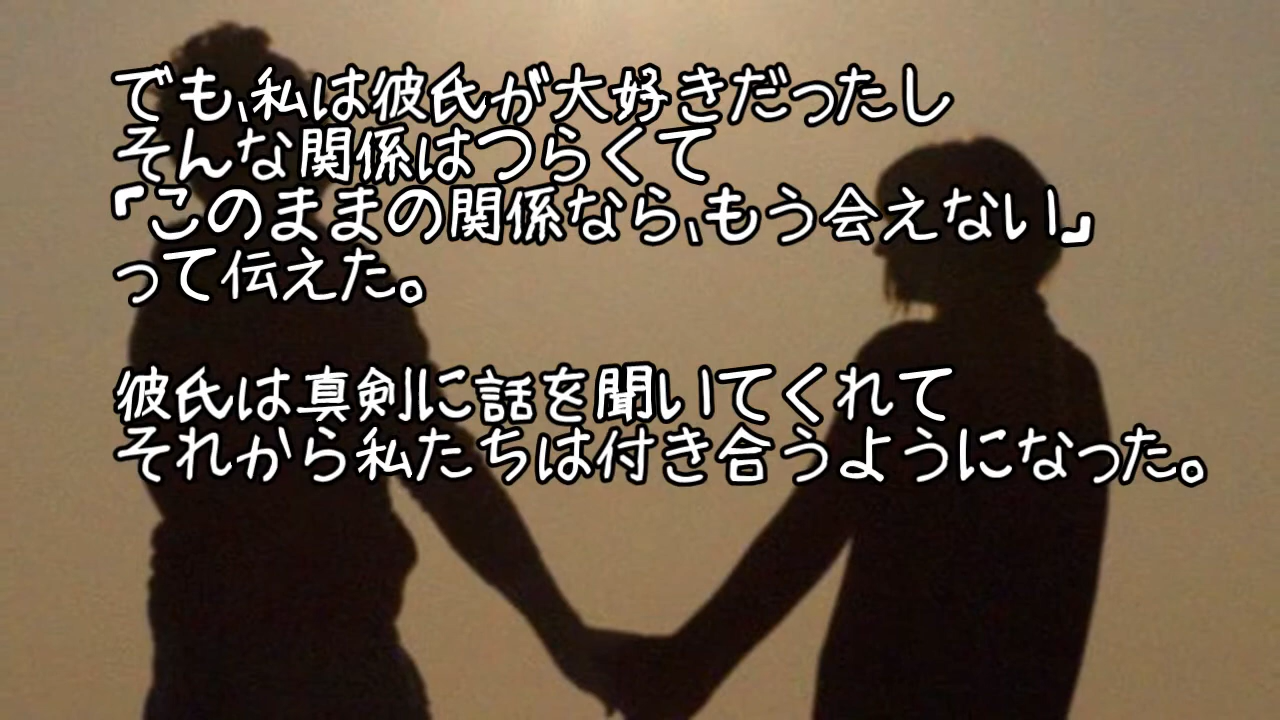 でも、私は彼氏が大好きだったし
そんな関係はつらくて
「このままの関係なら、もう会えない」
って伝えた。
彼氏は真剣に話を聞いてくれて
それから私たちは付き合うようになった。